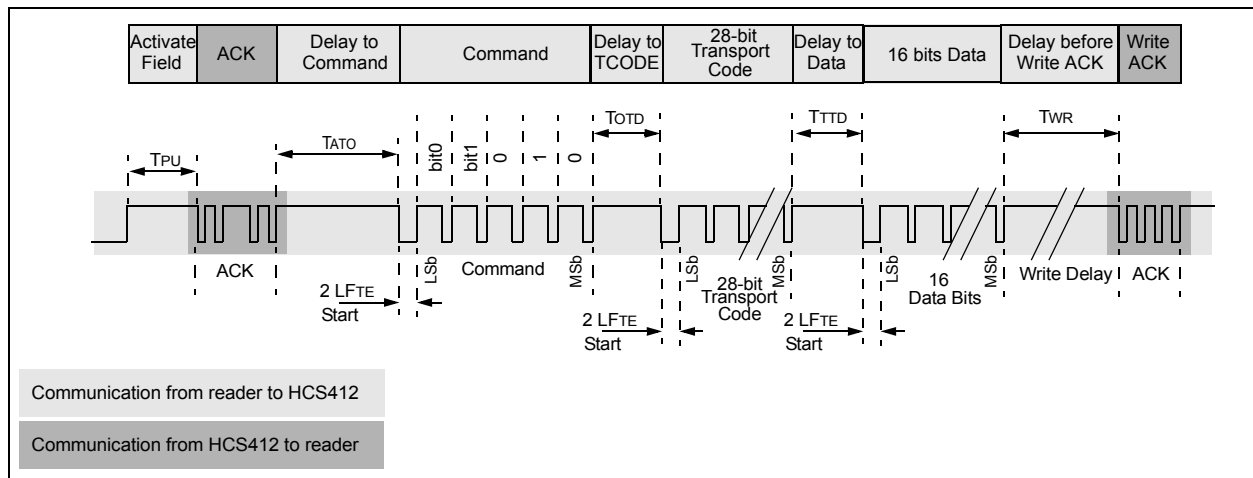 Activate
Field
ACK
Delay to
Command
Command
Delay to
TCODE
28-bit
Transport
Code
Delay to
Data
16 bits Data
Delay before
Write ACK
Write
ACK
TPU
TATO
bit0
bit1
0
1
0
TOTD
TTTD
TWR
ACK
LSb
Command
MSb
LSb
28-bit
Transport
Code
MSb
LSb
16
Data Bits
MSb
Write Delay
ACK
2 LFTE
Start
2 LFTE
Start
2 LFTE
Start
Communication from reader to HCS412
Communication from HCS412 to reader